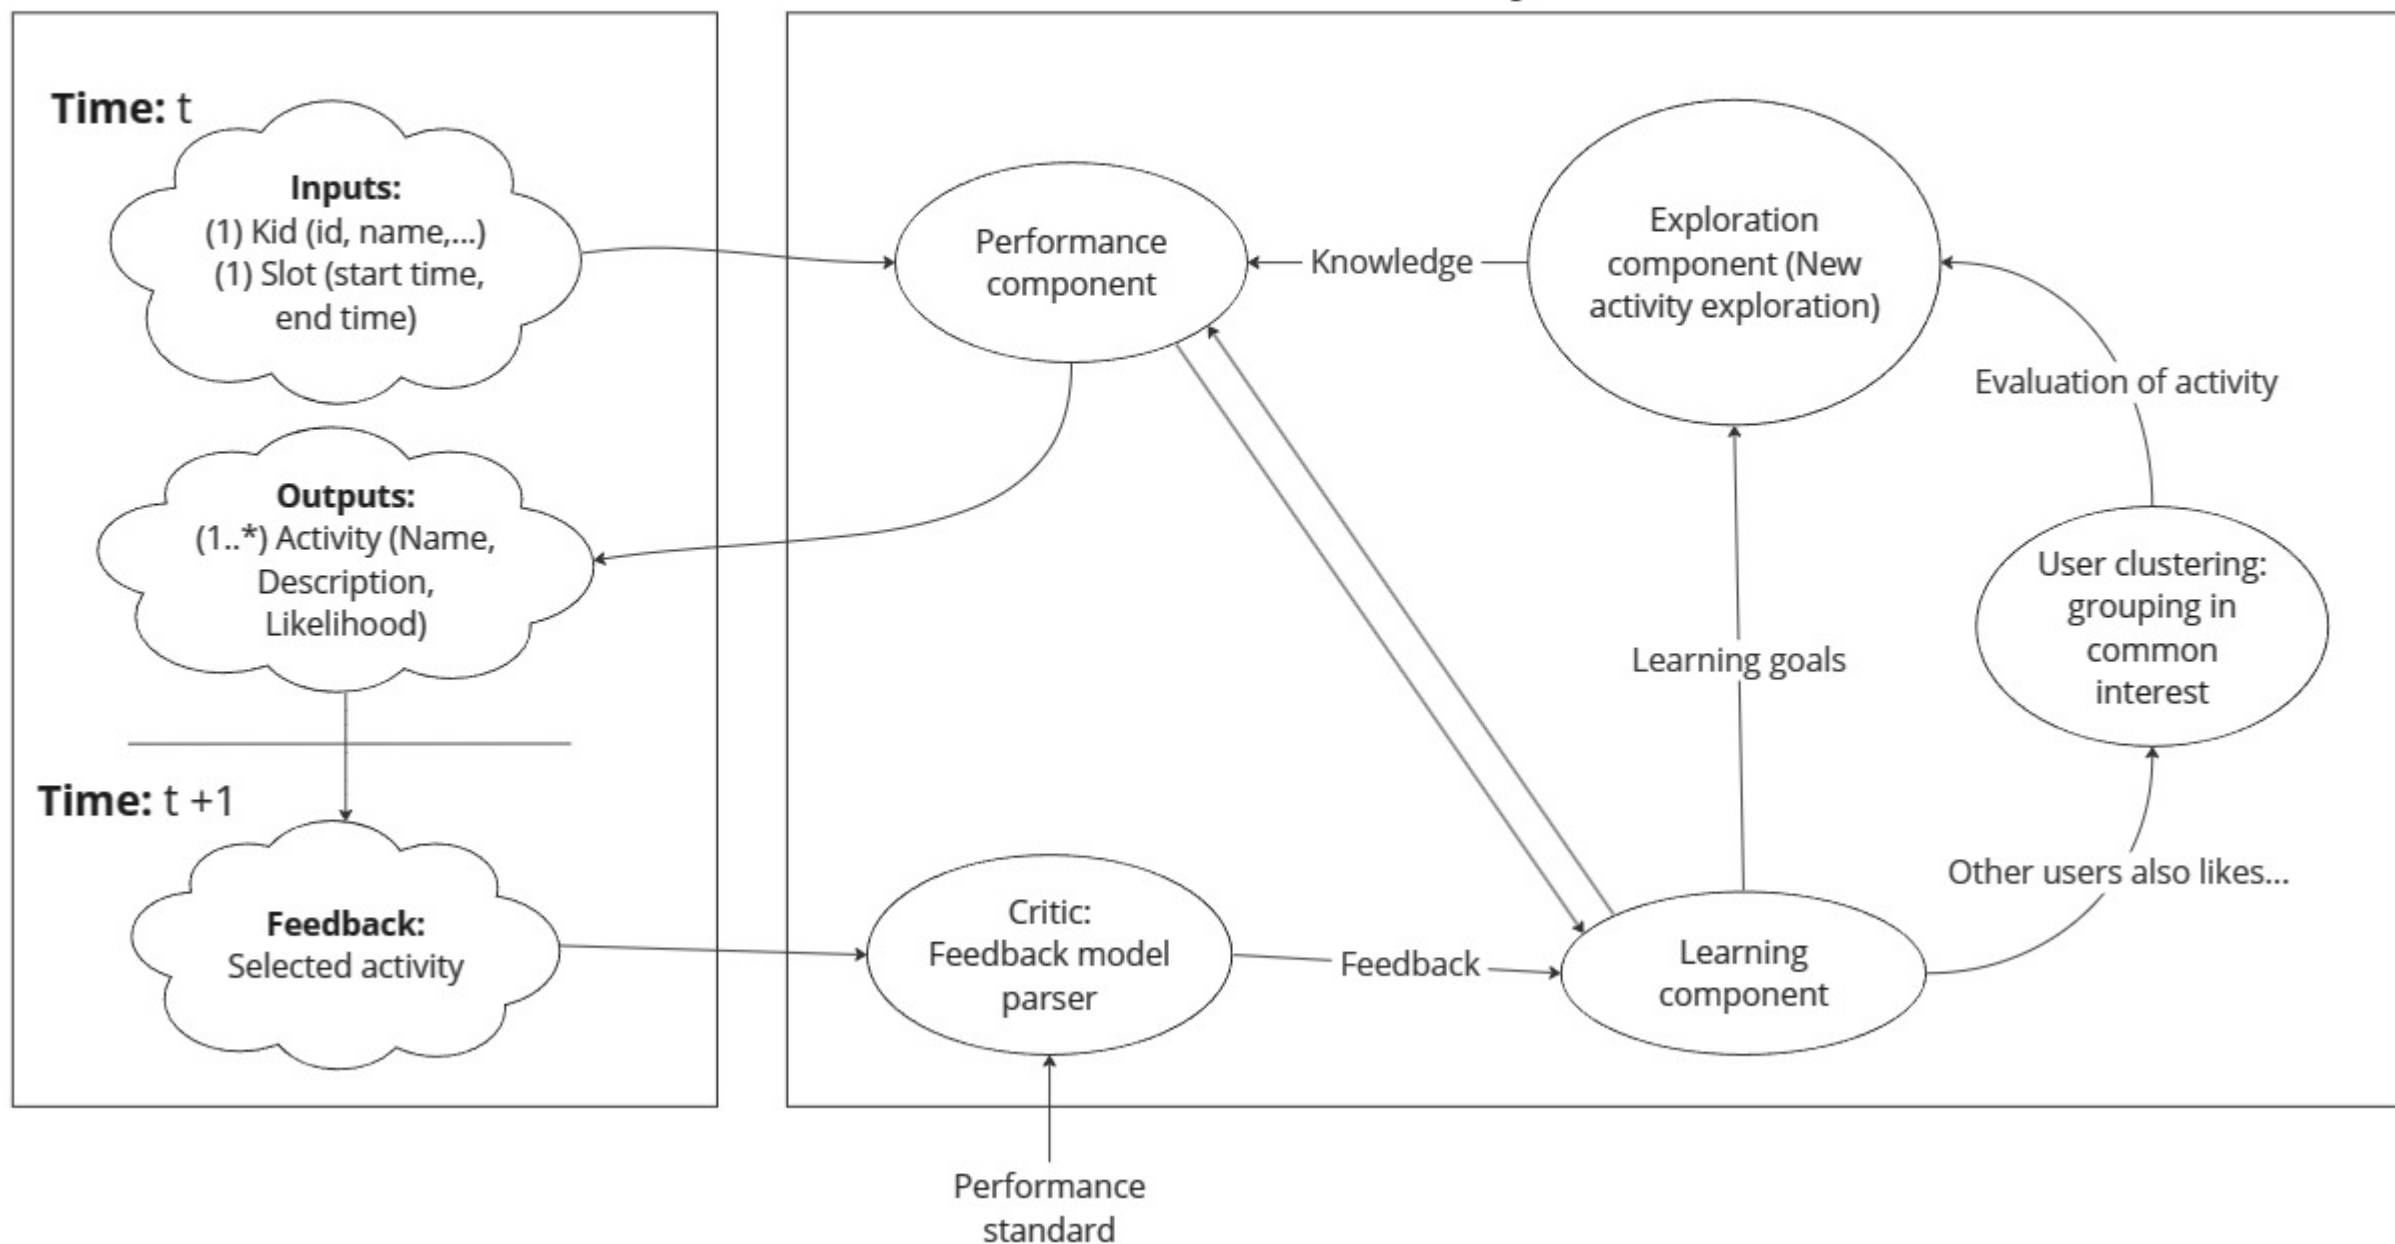 Time: t
Inputs:
(1) Kid (id, name,...)
(1) Slot (start time,
end time)
Outputs:
(1..*) Activity (Name,
Description,
Likelihood)
Time: t +1
Feedback:
Selected activity
Performance
component
Knowledge
Exploration
component (New
activity exploration)
Evaluation of activity
User clustering:
grouping in
common
interest
Learning goals
Other users also likes...
Critic:
Feedback model
parser
Feedback
Learning
component
Performance
standard